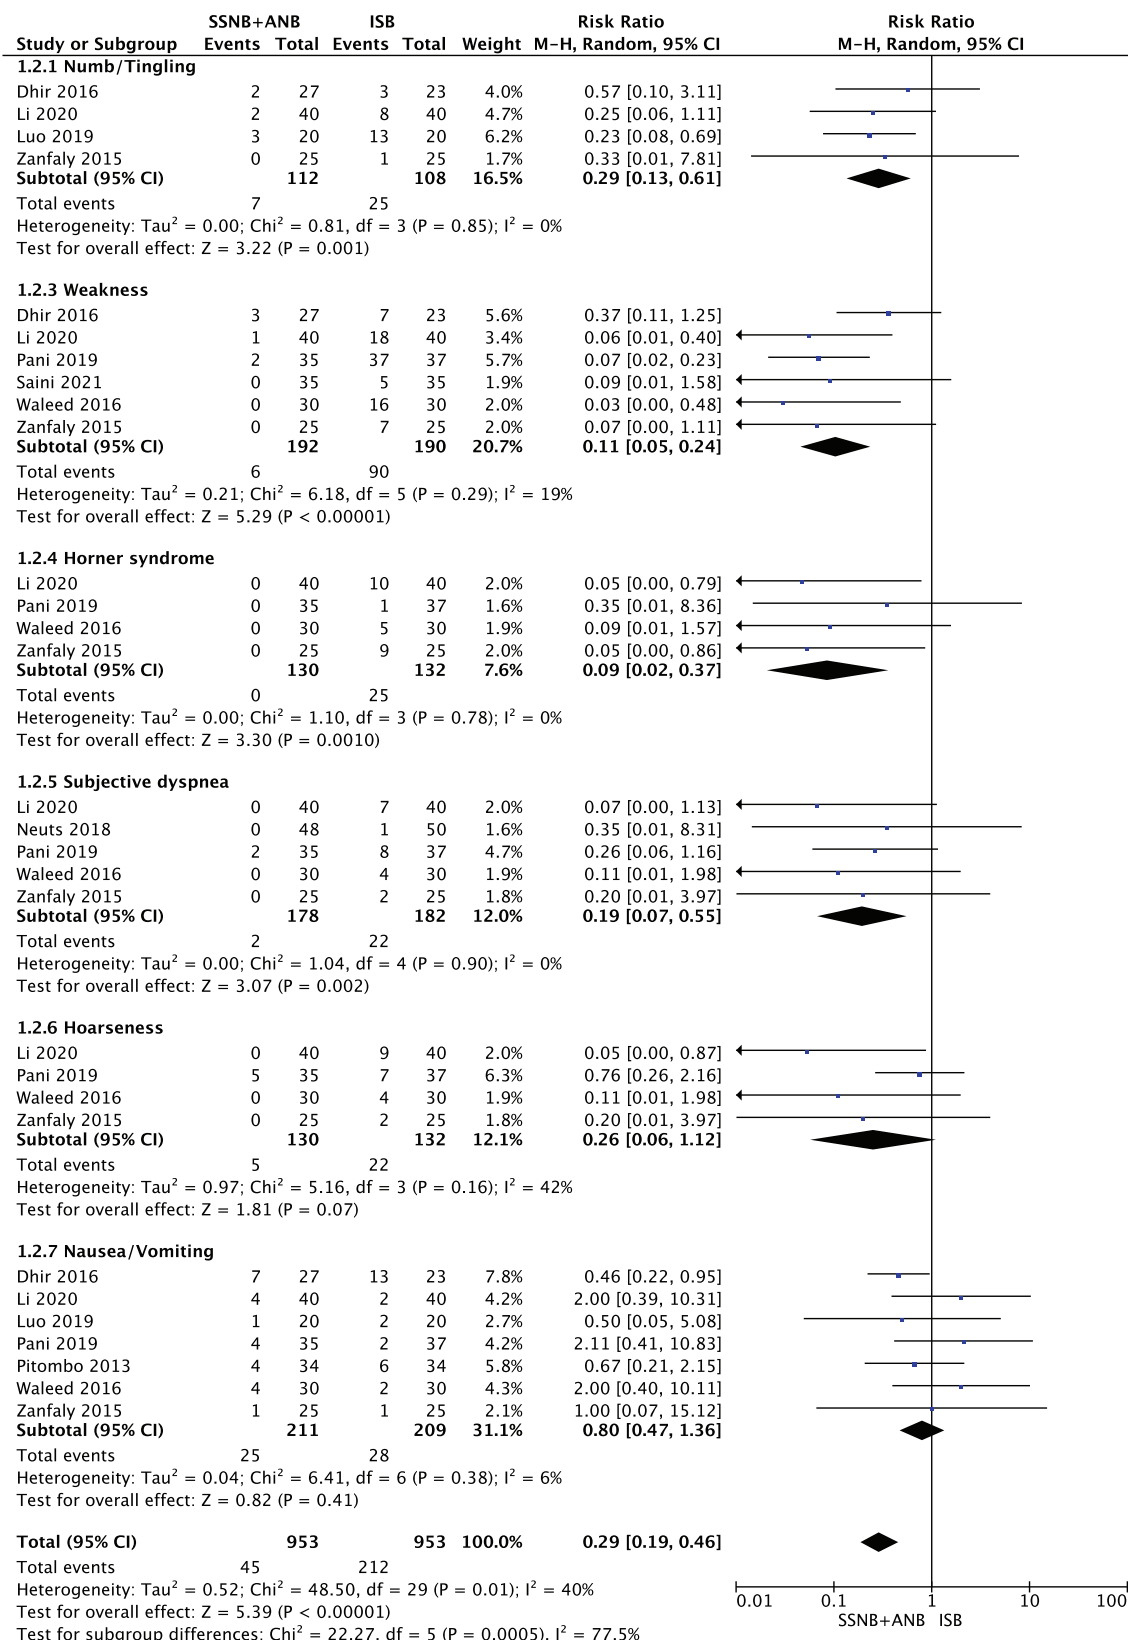 SSNB+ANB ISB Risk Ratio Risk Ratio
Study or Subgroup Events Total Events Total Weight M-H, Random, 95% CI M-H, Random, 95% CI
1.2.1 Numb/Tingling
Dhir 2016 2 27 3 23 4.0% 0.57 [0.10, 3.11]
Li 2020 2 40 8 40 4.7% 0.25 [0.06, 1.11]
Luo 2019 3 20 13 20 6.2% 0.23 [0.08, 0.69]
Zanfaly 2015 0 25 1 25 1.7% 0.33 [0.01, 7.81]
Subtotal (95% CI) 112 108 16.5% 0.29 [0.13, 0.61]
Total events 7 25
Heterogeneity: Tau² = 0.00; Chi² = 0.81, df = 3 (P = 0.85); I² = 0%
Test for overall effect: Z = 3.22 (P = 0.001)
1.2.3 Weakness
Dhir 2016 3 27 7 23 5.6% 0.37 [0.11, 1.25]
Li 2020 1 40 18 40 3.4% 0.06 [0.01, 0.40]
Pani 2019 2 35 37 37 5.7% 0.07 [0.02, 0.23]
Saini 2021 0 35 5 35 1.9% 0.09 [0.01, 1.58]
Waleed 2016 0 30 16 30 2.0% 0.03 [0.00, 0.48]
Zanfaly 2015 0 25 7 25 2.0% 0.07 [0.00, 1.11]
Subtotal (95% CI) 192 190 20.7% 0.11 [0.05, 0.24]
Total events 6 90
Heterogeneity: Tau² = 0.21; Chi² = 6.18, df = 5 (P = 0.29); I² = 19%
Test for overall effect: Z = 5.29 (P < 0.00001)
1.2.4 Horner syndrome
Li 2020 0 40 10 40 2.0% 0.05 [0.00, 0.79]
Pani 2019 0 35 1 37 1.6% 0.35 [0.01, 8.36]
Waleed 2016 0 30 5 30 1.9% 0.09 [0.01, 1.57]
Zanfaly 2015 0 25 9 25 2.0% 0.05 [0.00, 0.86]
Subtotal (95% CI) 130 132 7.6% 0.09 [0.02, 0.37]
Total events 0 25
Heterogeneity: Tau² = 0.00; Chi² = 1.10, df = 3 (P = 0.78); I² = 0%
Test for overall effect: Z = 3.30 (P = 0.0010)
1.2.5 Subjective dyspnea
Li 2020 0 40 7 40 2.0% 0.07 [0.00, 1.13]
Neuts 2018 0 48 1 50 1.6% 0.35 [0.01, 8.31]
Pani 2019 2 35 8 37 4.7% 0.26 [0.06, 1.16]
Waleed 2016 0 30 4 30 1.9% 0.11 [0.01, 1.98]
Zanfaly 2015 0 25 2 25 1.8% 0.20 [0.01, 3.97]
Subtotal (95% CI) 178 182 12.0% 0.19 [0.07, 0.55]
Total events 2 22
Heterogeneity: Tau² = 0.00; Chi² = 1.04, df = 4 (P = 0.90); I² = 0%
Test for overall effect: Z = 3.07 (P = 0.002)
1.2.6 Hoarseness
Li 2020 0 40 9 40 2.0% 0.05 [0.00, 0.87]
Pani 2019 5 35 7 37 6.3% 0.76 [0.26, 2.16]
Waleed 2016 0 30 4 30 1.9% 0.11 [0.01, 1.98]
Zanfaly 2015 0 25 2 25 1.8% 0.20 [0.01, 3.97]
Subtotal (95% CI) 130 132 12.1% 0.26 [0.06, 1.12]
Total events 5 22
Heterogeneity: Tau² = 0.97; Chi² = 5.16, df = 3 (P = 0.16); I² = 42%
Test for overall effect: Z = 1.81 (P = 0.07)
1.2.7 Nausea/Vomiting
Dhir 2016 7 27 13 23 7.8% 0.46 [0.22, 0.95]
Li 2020 4 40 2 40 4.2% 2.00 [0.39, 10.31]
Luo 2019 1 20 2 20 2.7% 0.50 [0.05, 5.08]
Pani 2019 4 35 2 37 4.2% 2.11 [0.41, 10.83]
Pitombo 2013 4 34 6 34 5.8% 0.67 [0.21, 2.15]
Waleed 2016 4 30 2 30 4.3% 2.00 [0.40, 10.11]
Zanfaly 2015 1 25 1 25 2.1% 1.00 [0.07, 15.12]
Subtotal (95% CI) 211 209 31.1% 0.80 [0.47, 1.36]
Total events 25 28
Heterogeneity: Tau² = 0.04; Chi² = 6.41, df = 6 (P = 0.38); I² = 6%
Test for overall effect: Z = 0.82 (P = 0.41)
Total (95% CI) 953 953 100.0% 0.29 [0.19, 0.46]
Total events 45 212
Heterogeneity: Tau² = 0.52; Chi² = 48.50, df = 29 (P = 0.01); I² = 40%
0.01 0.1 1 10 100
Test for overall effect: Z = 5.39 (P < 0.00001)
SSNB+ANB ISB
Test for subgroup differences: Chi² = 22.27, df = 5 (P = 0.0005), I² = 77.5%